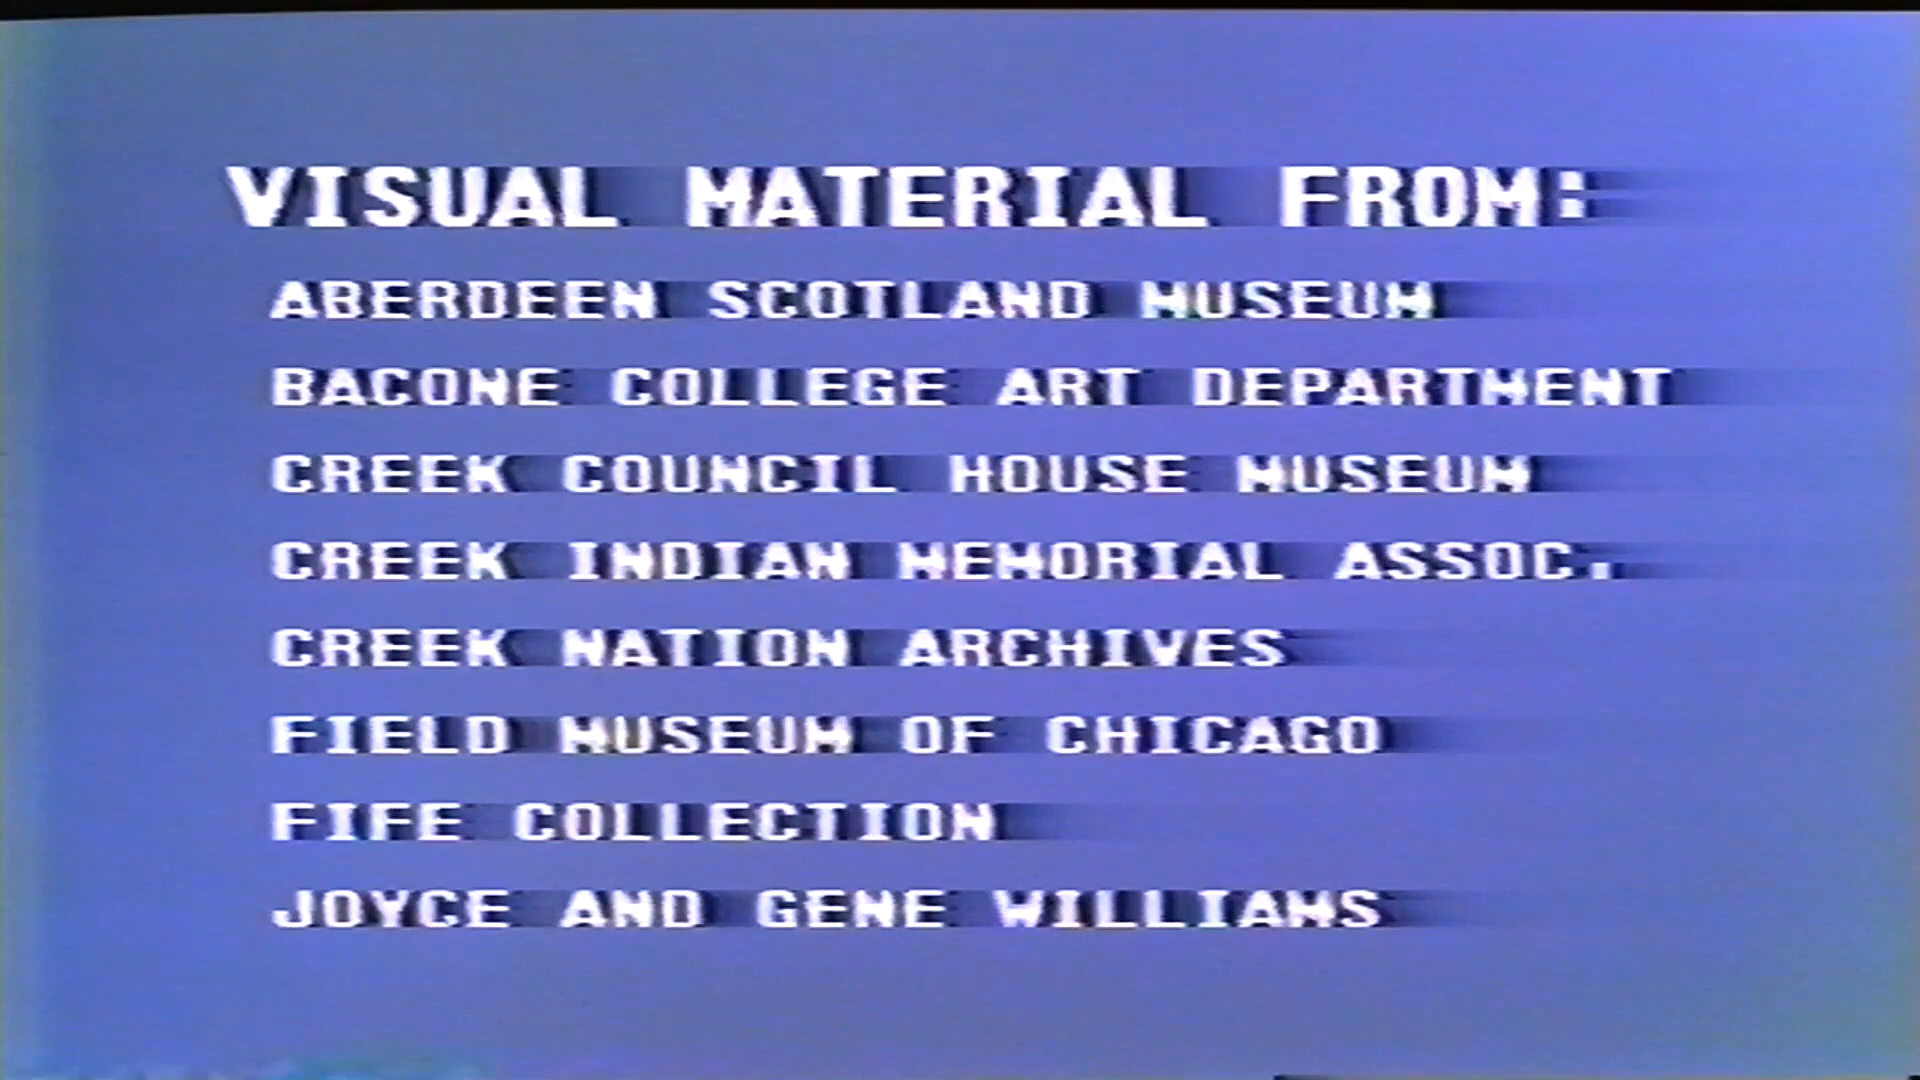 VISUAL MATERIAL FROM:
ABERDEEN SCOTLAND MUSEUM
BACONE COLLEGE ART DEPARTMENT
CREEK COUNCIL HOUSE MUSEUM
CREEK INDIAN MEMORIAL ASSOC.
CREEK NATION ARCHIVES
FIELD MUSEUM OF CHICAGO
FIFE COLLECTION
JOYCE AND GENE WILLIAMS